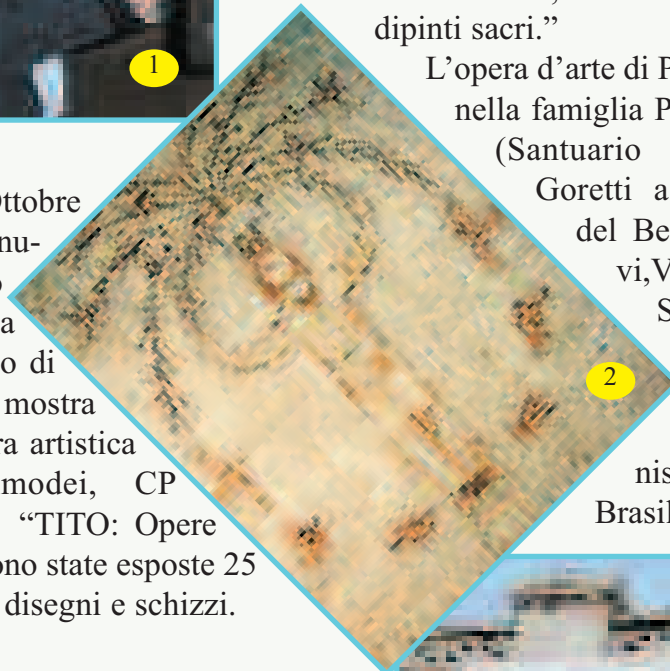 1
dipinti sacri.”
L’opera d’arte di P
nella famiglia P
(Santuario
Goretti a
del Be
vi,V
S
2
nis
Brasil
Ottobre
nu-
a
o di
mostra
ra artistica
modei, CP
“TITO: Opere
ono state esposte 25
disegni e schizzi.